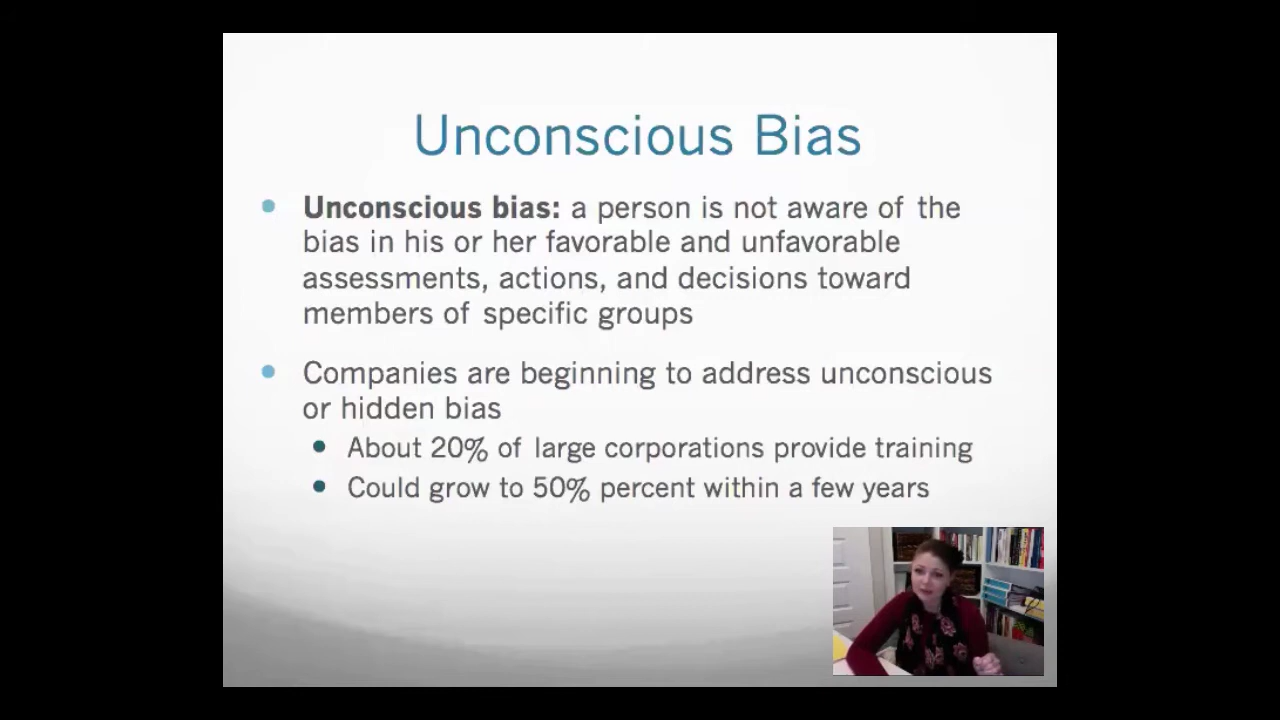 Unconscious Bias
Unconscious bias: a person is not aware of the
bias in his or her favorable and unfavorable
assessments, actions, and decisions toward
members of specific groups
Companies are beginning to address unconscious
or hidden bias
About 20% of large corporations provide training
Could grow to 50% percent within a few years